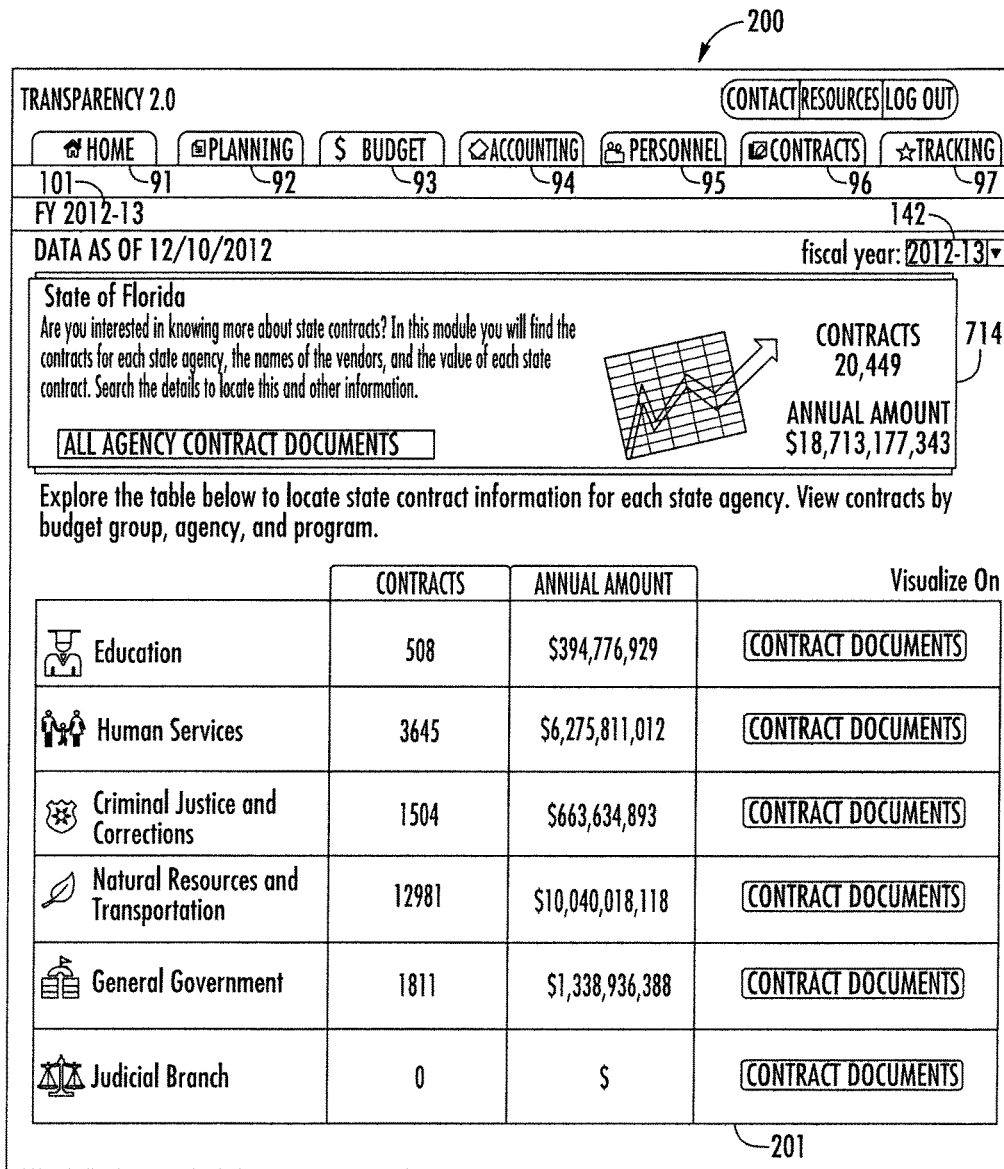 200
TRANSPARENCY 2.0
CONTACT RESOURCES LOG OUT
HOME PLANNING $ BUDGET ACCOUNTING PERSONNEL CONTRACTS TRACKING
101 91 92 93 94 95 96 97
FY 2012-13
142
DATA AS OF 12/10/2012
fiscal year: 2012-13
State of Florida
Are you interested in knowing more about state contracts? In this module you will find the
contracts for each state agency, the names of the vendors, and the value of each state
contract. Search the details to locate this and other information.
ALL AGENCY CONTRACT DOCUMENTS
CONTRACTS
20,449
ANNUAL AMOUNT
$18,713,177,343
714
Explore the table below to locate state contract information for each state agency. View contracts by
budget group, agency, and program.
CONTRACTS ANNUAL AMOUNT Visualize On
Education 508 $394,776,929 CONTRACT DOCUMENTS
Human Services 3645 $6,275,811,012 CONTRACT DOCUMENTS
Criminal Justice and
Corrections 1504 $663,634,893 CONTRACT DOCUMENTS
Natural Resources and
Transportation 12981 $10,040,018,118 CONTRACT DOCUMENTS
General Government 1811 $1,338,936,388 CONTRACT DOCUMENTS
Judicial Branch 0 $ CONTRACT DOCUMENTS
201